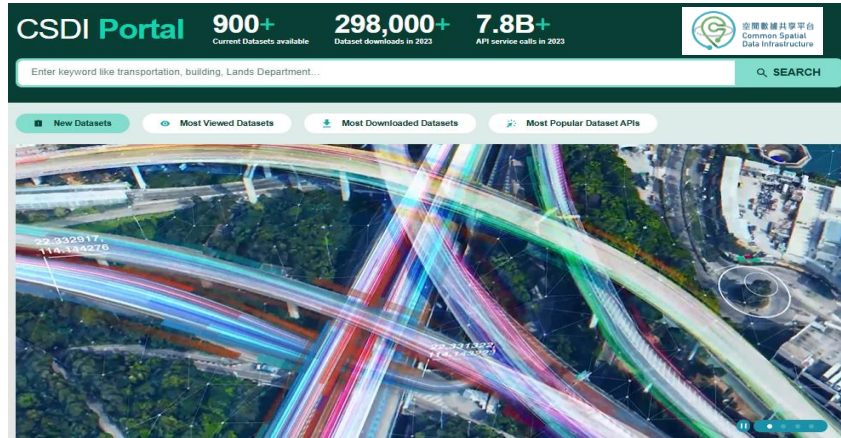 CSDI Portal
900+
Current Datasets available
298,000+
Dataset downloads in 2023
7.8B+
API service calls in 2023
空間數據共享平台
Common Spatial
Data Infrastructure
Enter keyword like transportation, building, Lands Department...
SEARCH
New Datasets
Most Viewed Datasets
Most Downloaded Datasets
Most Popular Dataset APIs
22.332917,
114.144276
22.331322,